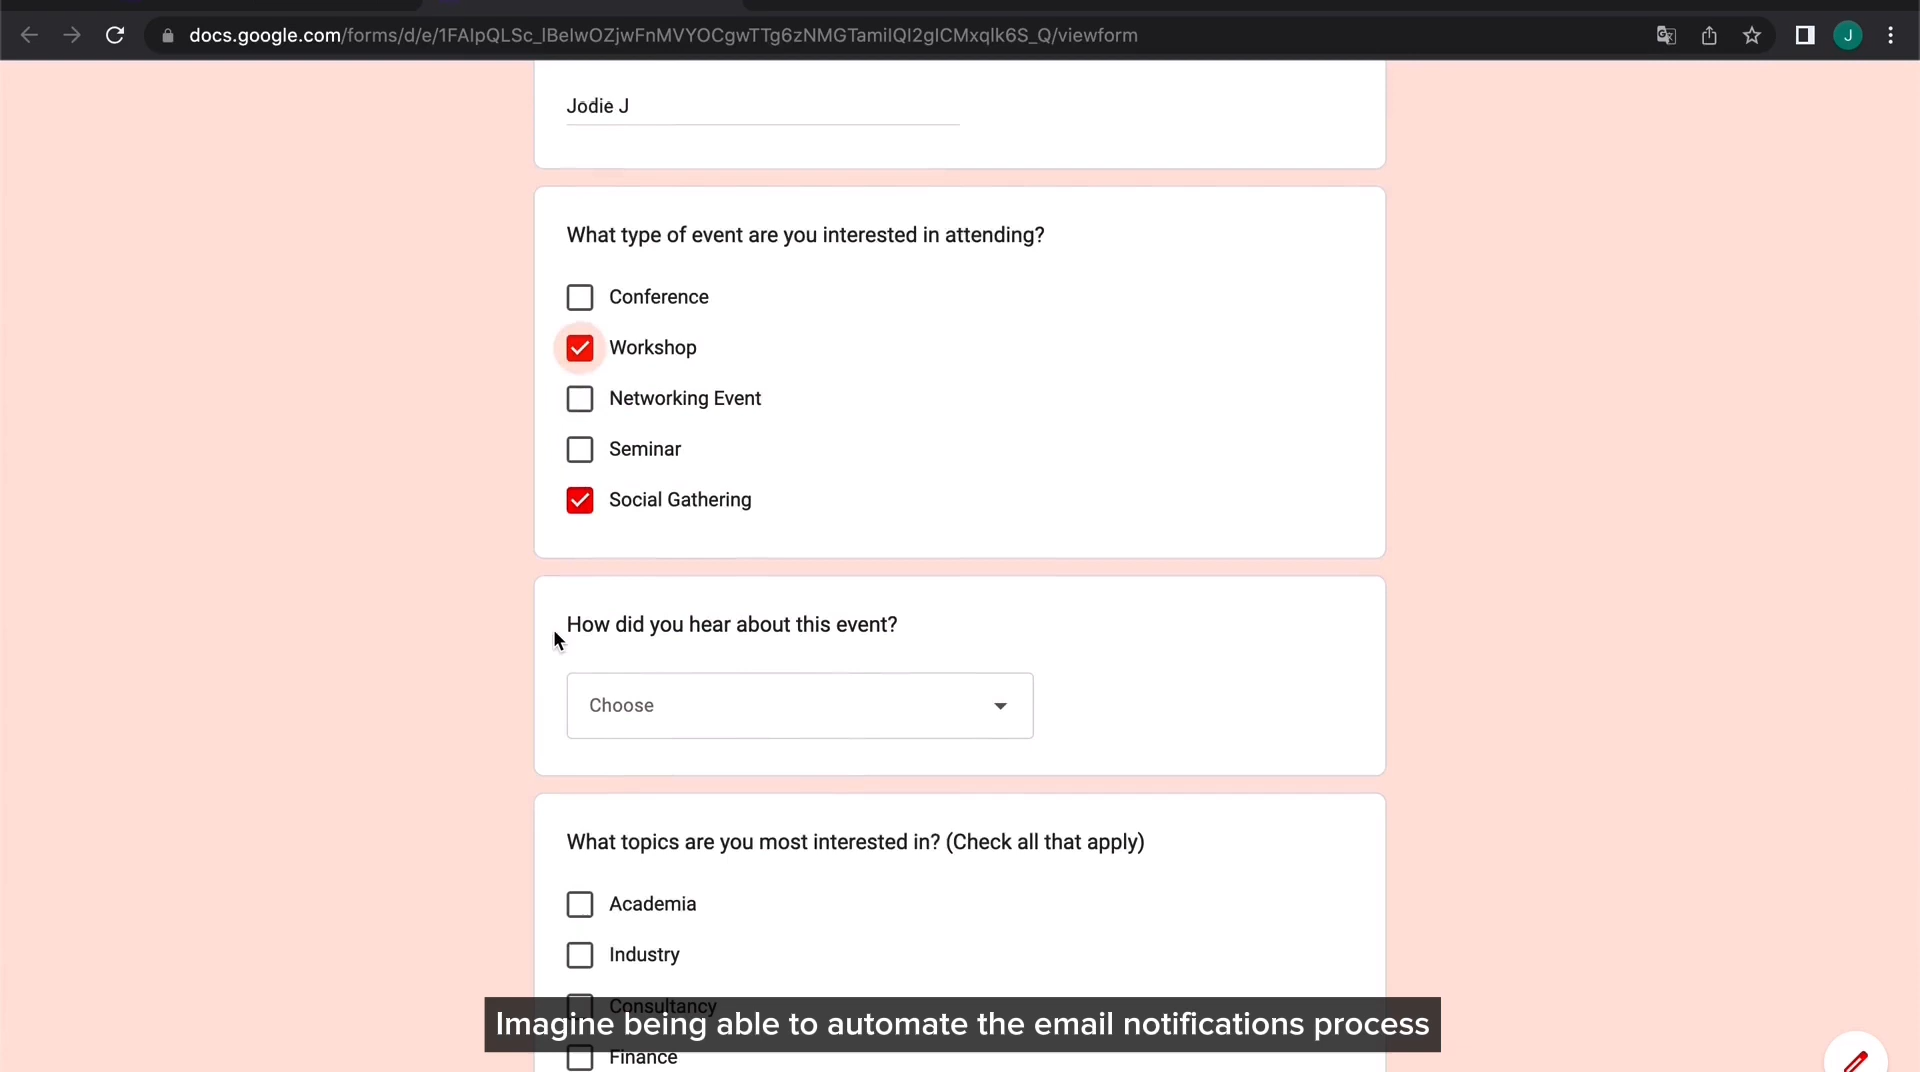 docs.google.com/forms/d/e/1FAIpQLSc_lBelwOZjwFnMVYOCgwTTg6zNMGTamilQl2glCMxqlk6S_Q/viewform
J
Jodie J
What type of event are you interested in attending?
Conference
Workshop
Networking Event
Seminar
Social Gathering
How did you hear about this event?
Choose
What topics are you most interested in? (Check all that apply)
Academia
Industry
Consultancy
Imagine being able to automate the email notifications process
Finance